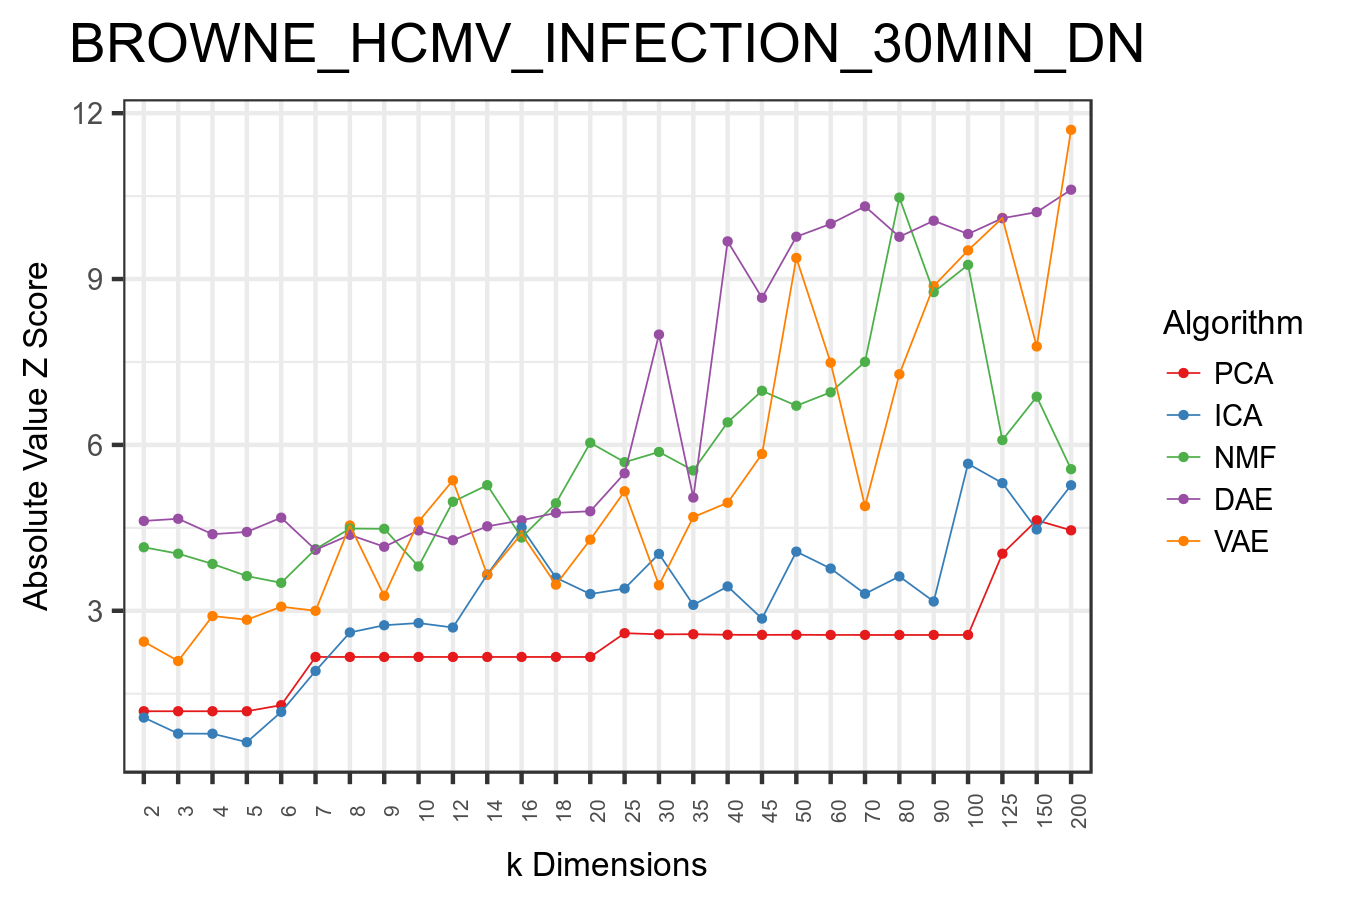 BROWNE_HCMV_INFECTION_30MIN_DN
12
9
6
3
Absolute Value Z Score
2 3 4 5 6 7 8 9 10 12 14 16 18 20 25 30 35 40 45 50 60 70 80 90 100 125 150 200
k Dimensions
Algorithm
PCA
ICA
NMF
DAE
VAE